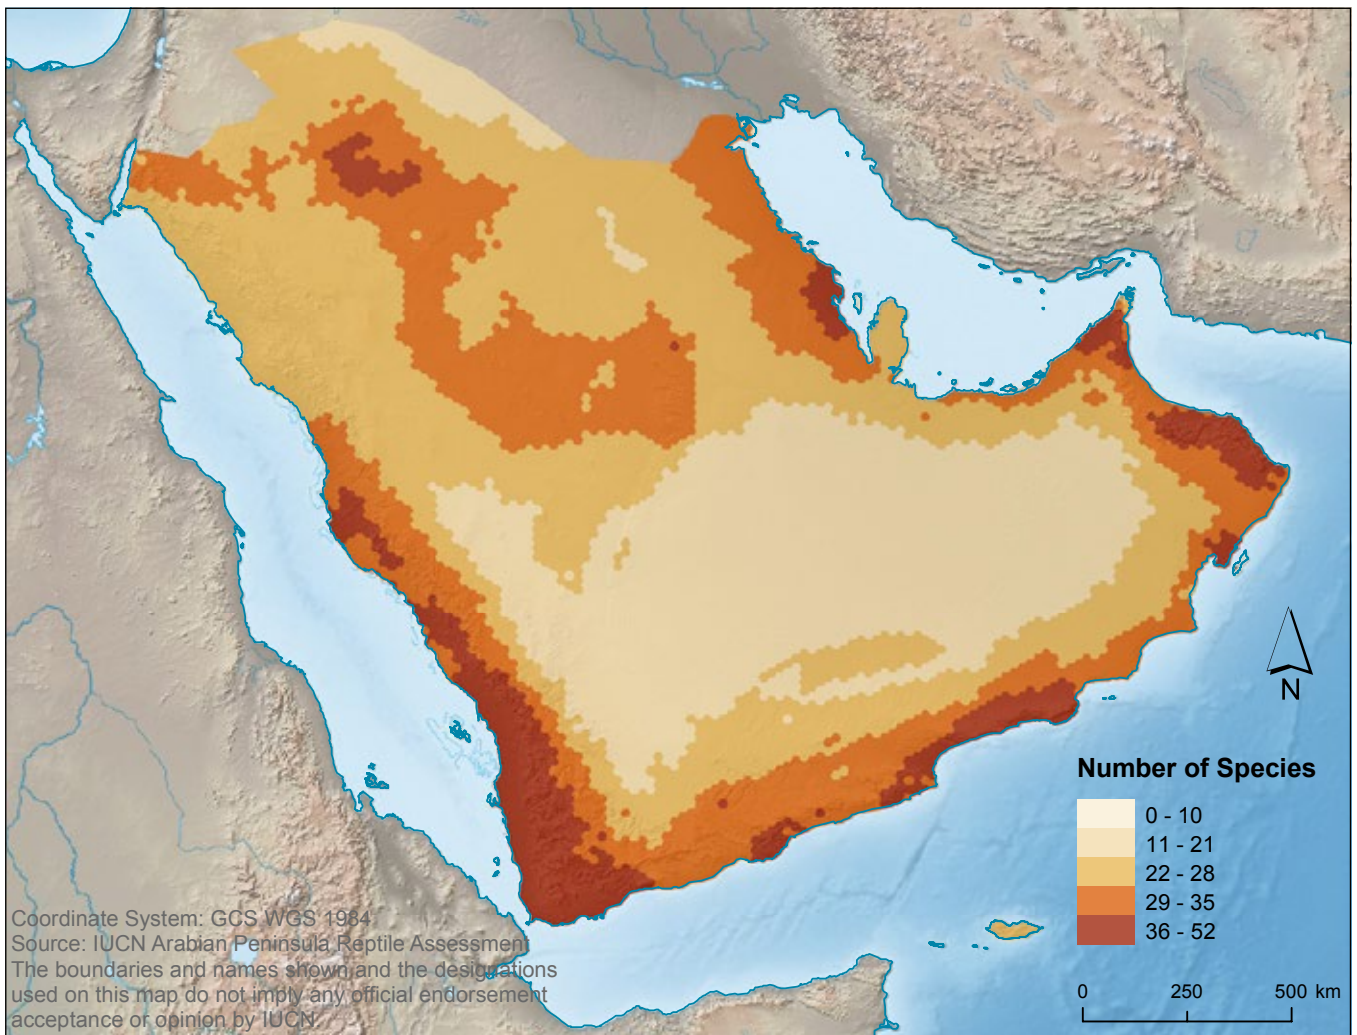 N
Number of Species
0 - 10
11 - 21
22 - 28
29 - 35
36 - 52
Coordinate System: GCS WGS 1984
Source: IUCN Arabian Peninsula Reptile Assessment
The boundaries and names shown and the designations
used on this map do not imply any official endorsement
acceptance or opinion by IUCN.
0 250 500 km